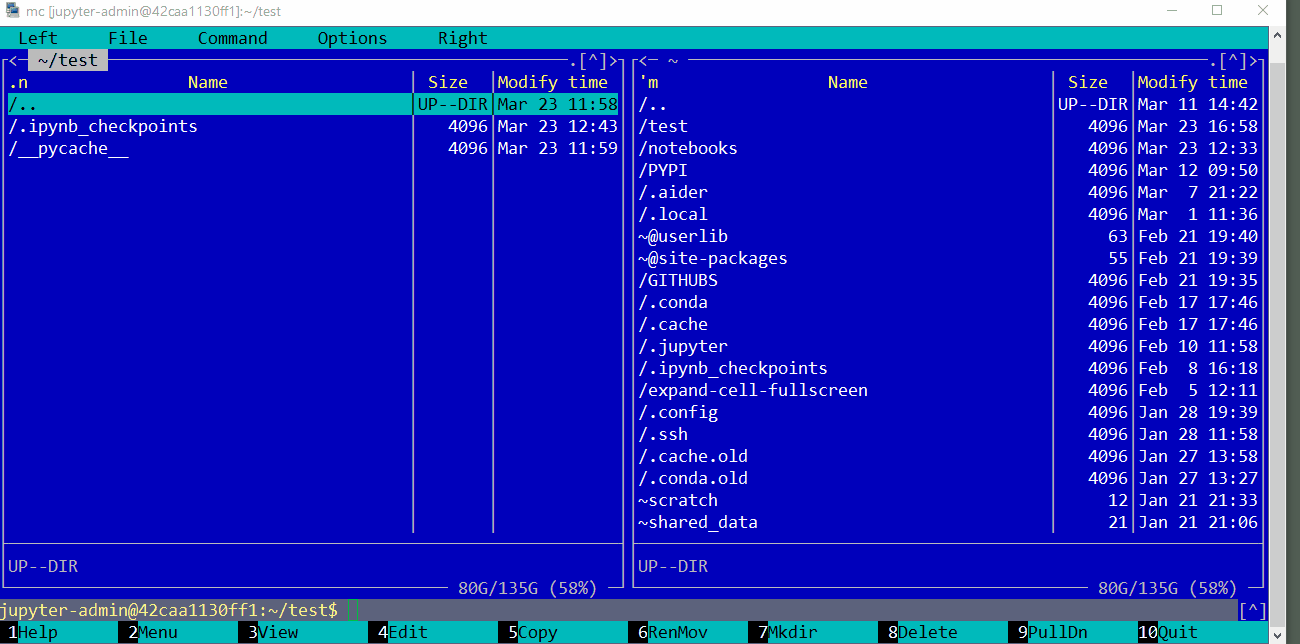 mc [jupyter-admin@42caa1130ff1]:~/test
Left File Command Options Right
<─ ~/test .[^]> <─ ~ .[^]>
.n Name Size Modify time 'm Name Size Modify time
/.. UP--DIR Mar 23 11:58 /.. UP--DIR Mar 11 14:42
/.ipynb_checkpoints 4096 Mar 23 12:43 /test 4096 Mar 23 16:58
/__pycache__ 4096 Mar 23 11:59 /notebooks 4096 Mar 23 12:33
/PYPI 4096 Mar 12 09:50
/.aider 4096 Mar 7 21:22
/.local 4096 Mar 1 11:36
~@userlib 63 Feb 21 19:40
~@site-packages 55 Feb 21 19:39
/GITHUBS 4096 Feb 21 19:35
/.conda 4096 Feb 17 17:46
/.cache 4096 Feb 17 17:46
/.jupyter 4096 Feb 10 11:58
/.ipynb_checkpoints 4096 Feb 8 16:18
/expand-cell-fullscreen 4096 Feb 5 12:11
/.config 4096 Jan 28 19:39
/.ssh 4096 Jan 28 11:58
/.cache.old 4096 Jan 27 13:58
/.conda.old 4096 Jan 27 13:27
~scratch 12 Jan 21 21:33
~shared_data 21 Jan 21 21:06
UP--DIR UP--DIR
80G/135G (58%) 80G/135G (58%)
jupyter-admin@42caa1130ff1:~/test$ [^]
1Help 2Menu 3View 4Edit 5Copy 6RenMov 7Mkdir 8Delete 9PullDn 10Quit